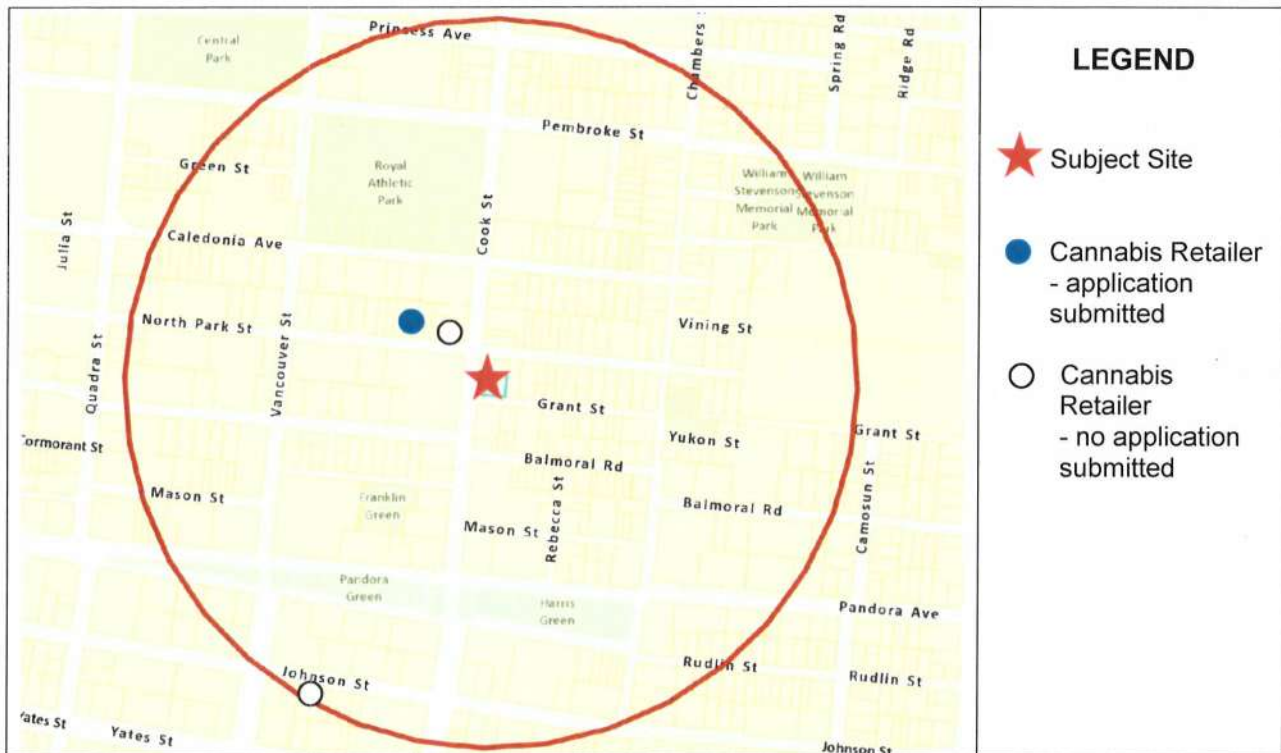 Princess Ave
Central
Park
Chambers
Spring Rd
Ridge Rd
Pembroke St
Green St
Royal
Athletic
Park
William
Stevenson
Memorial
Park
William
Stevenson
Memorial
Park
Julia St
Caledonia Ave
Cook St
North Park St
Vancouver St
Vining St
Quadra St
Grant St
Yukon St
Grant St
Cormorant St
Balmoral Rd
Mason St
Franklin
Green
Mason St
Rebecca St
Balmoral Rd
Camosun St
Pandora
Green
Harris
Green
Pandora Ave
Johnson St
Rudlin St
Rudlin St
Yates St
Yates St
Johnson St
LEGEND
Subject Site
Cannabis Retailer
- application
submitted
Cannabis
Retailer
- no application
submitted